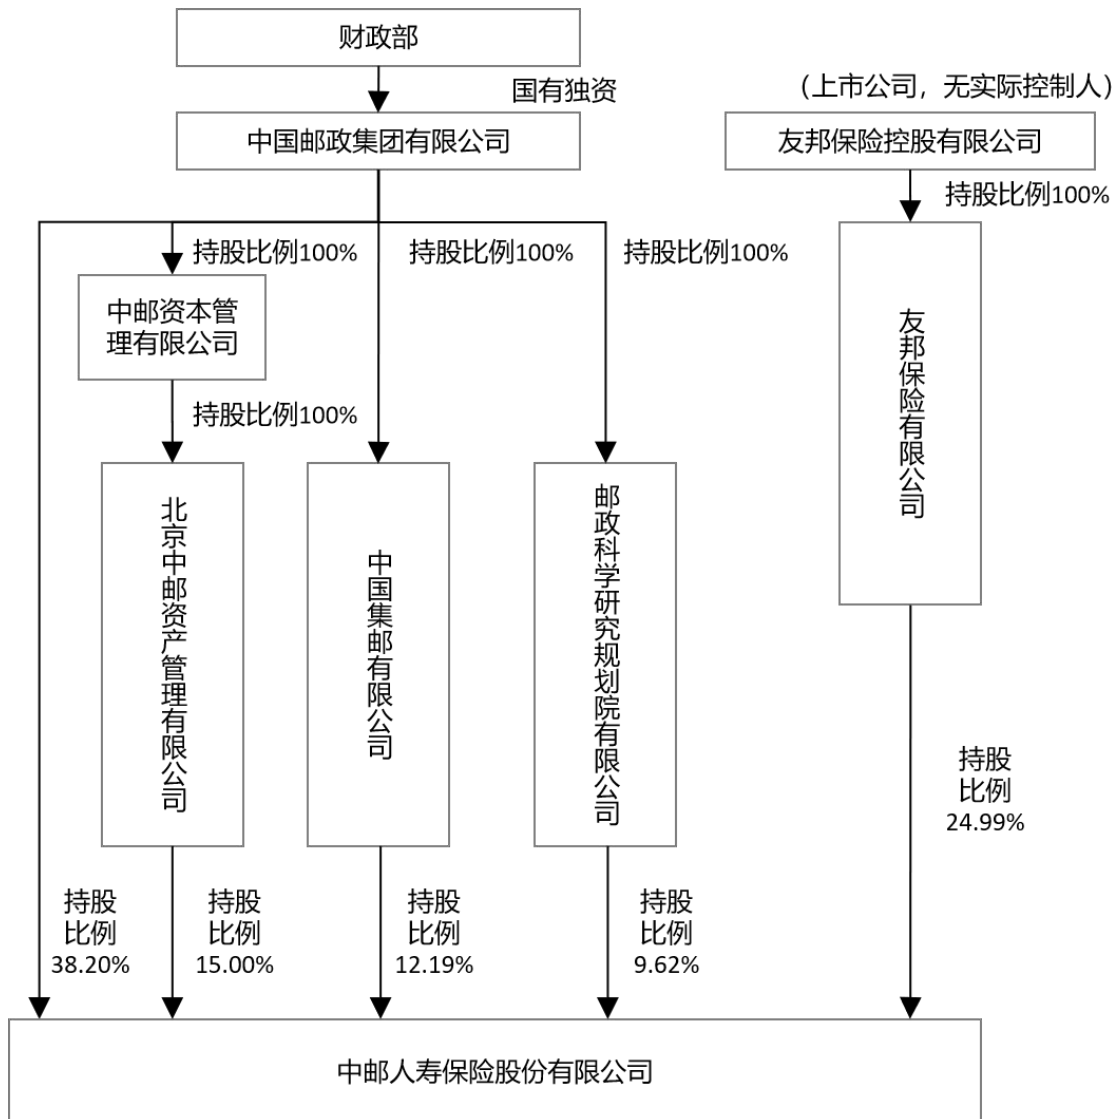 财政部
国有独资
（上市公司，无实际控制人）
中国邮政集团有限公司
友邦保险控股有限公司
持股比例100%
持股比例100%
持股比例100%
持股比例100%
中邮资本管
理有限公司
持股比例100%
友邦保险有限公司
北京中邮资产管理有限公司
中国集邮有限公司
邮政科学研究规划院有限公司
持股
比例
24.99%
持股
比例
38.20%
持股
比例
15.00%
持股
比例
12.19%
持股
比例
9.62%
中邮人寿保险股份有限公司